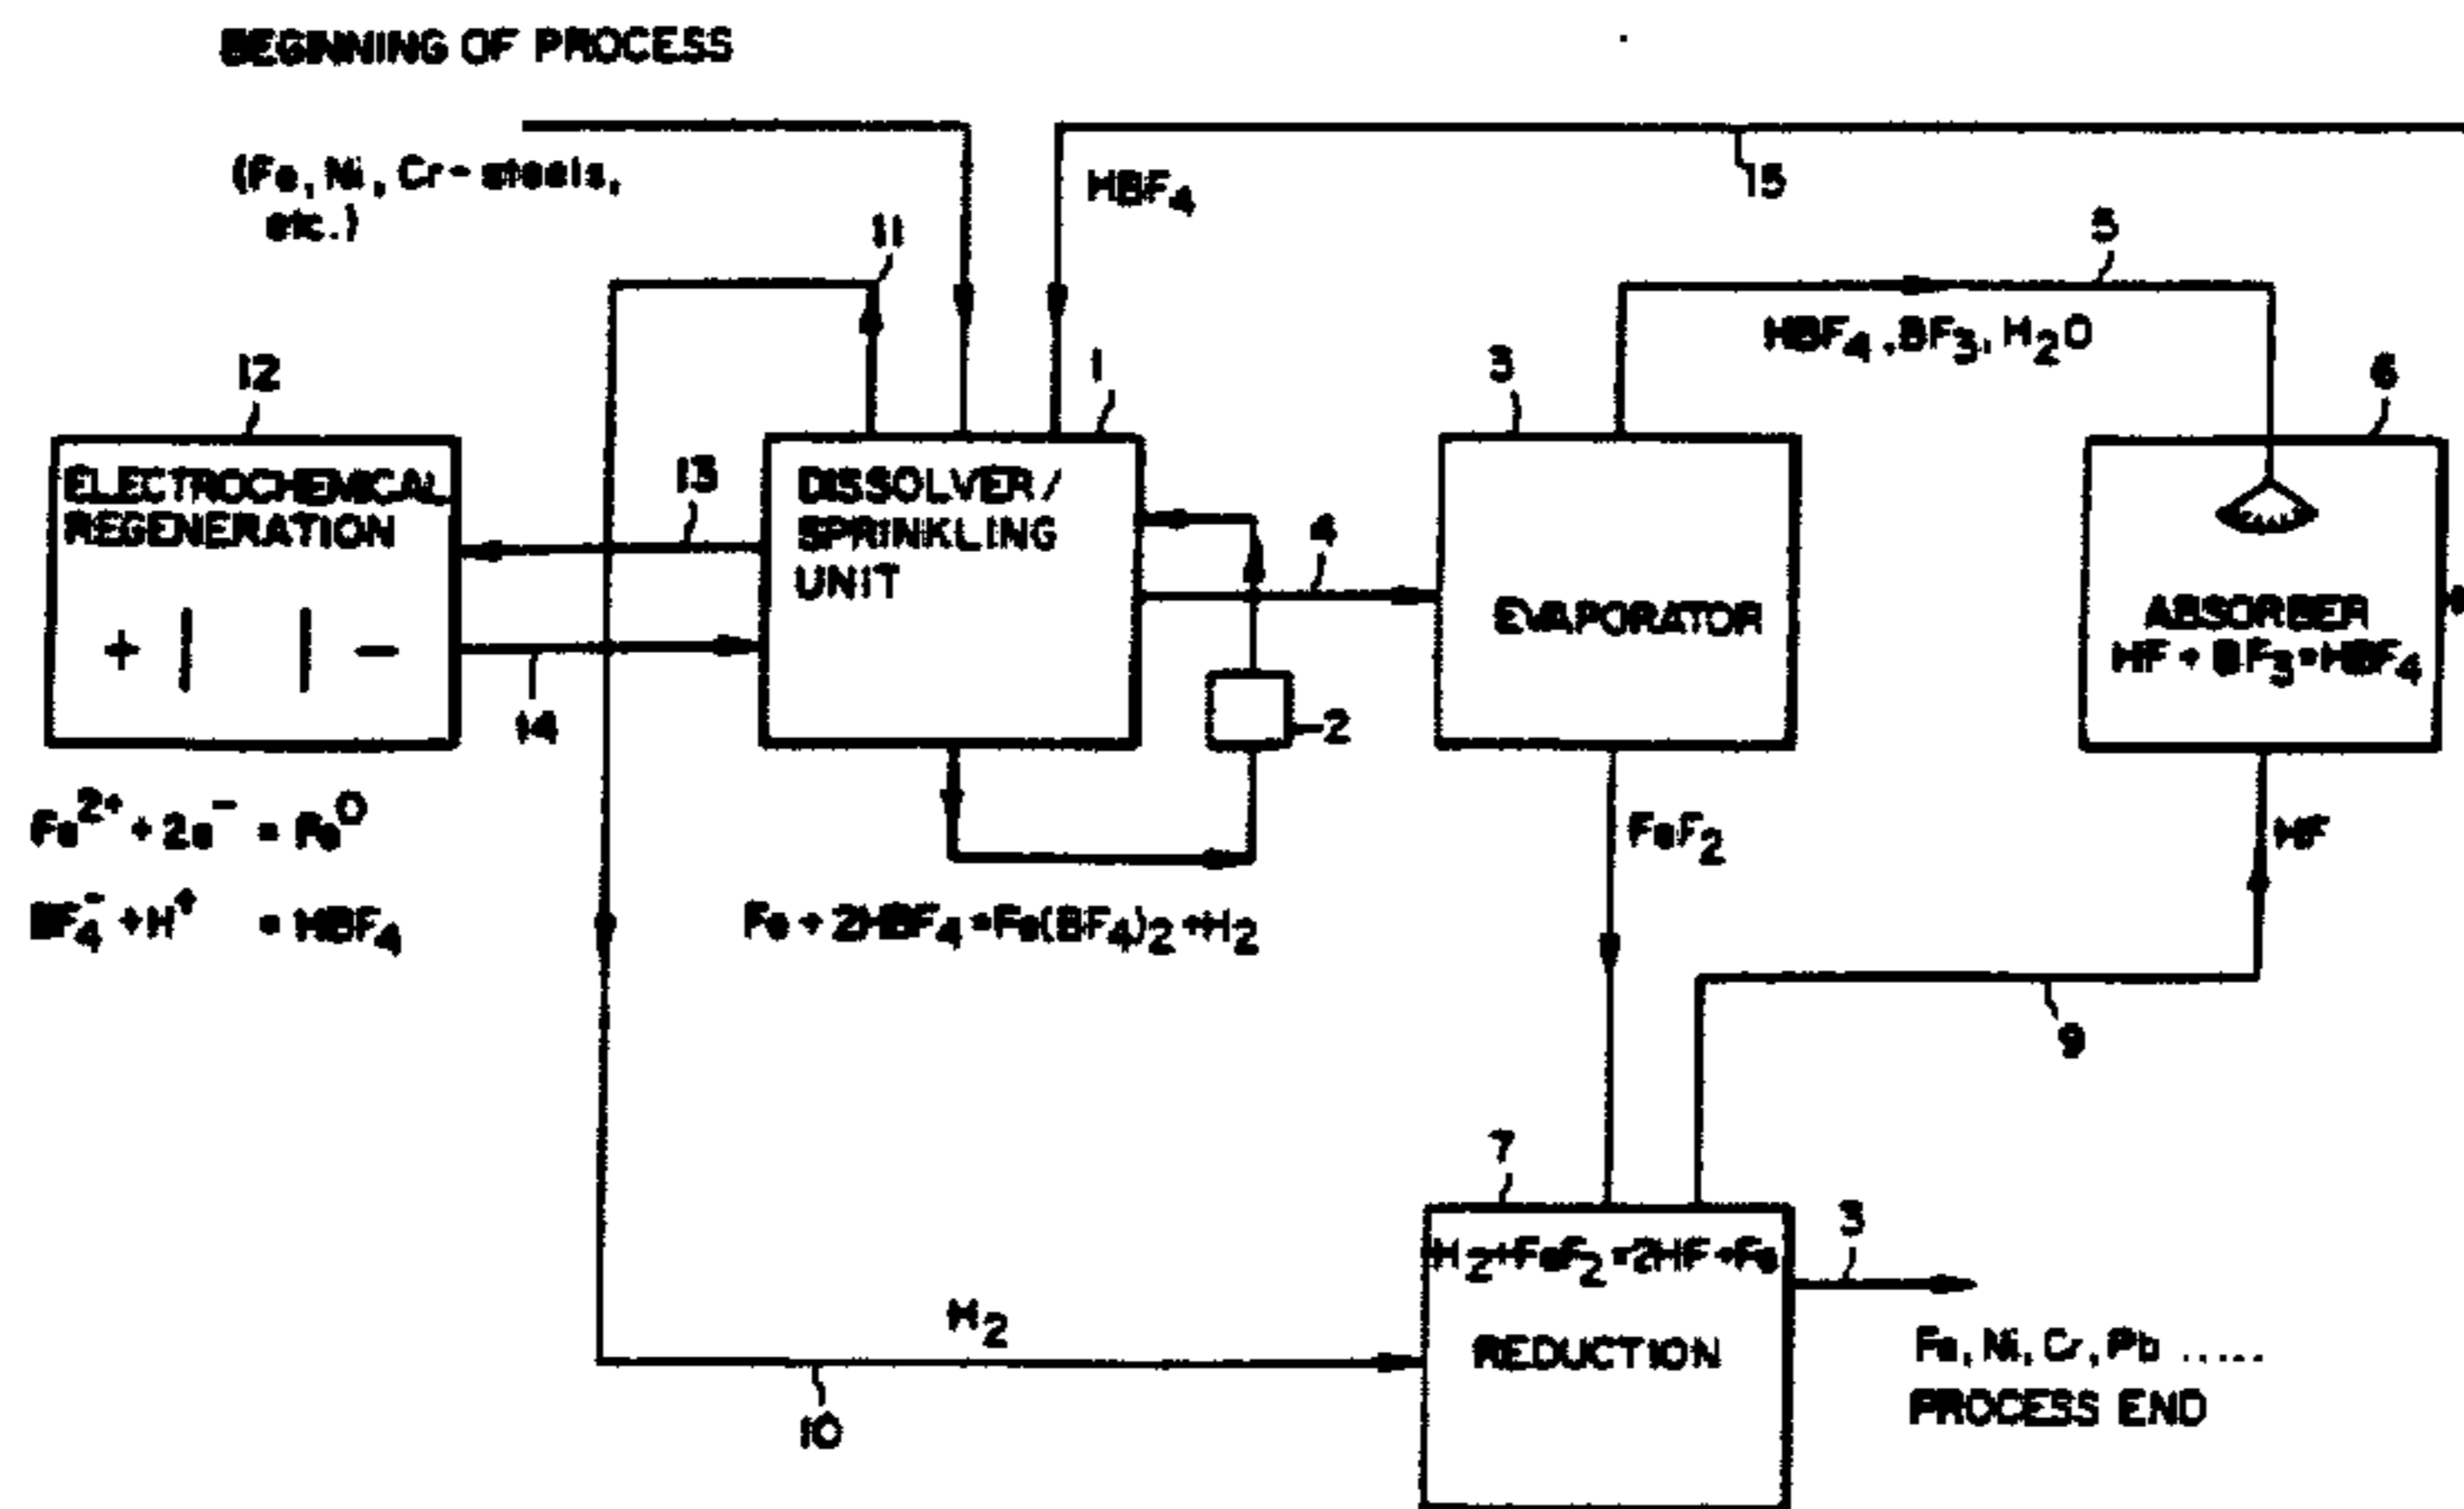 BEGINNING OF PROCESS
(Fe, Ni, Cr- steels,
etc.)
HBF4
15
11
5
HBF4, BF3, H2O
12
1
3
6
ELECTROCHEMICAL
REGENERATION
+ | | -
13
14
DISSOLVER/
SPRINKLING
UNIT
4
2
EVAPORATOR
ABSORBER
HF + BF3 = HBF4
Fe2+ + 2e- = Fe0
BF4- + H+ = HBF4
Fe + 2HBF4 = Fe(BF4)2 + H2
FeF2
HF
9
7
3
H2 + FeF2 = 2HF + Fe
REDUCTION
H2
10
Fe, Ni, Cr, Pb .....
PROCESS END